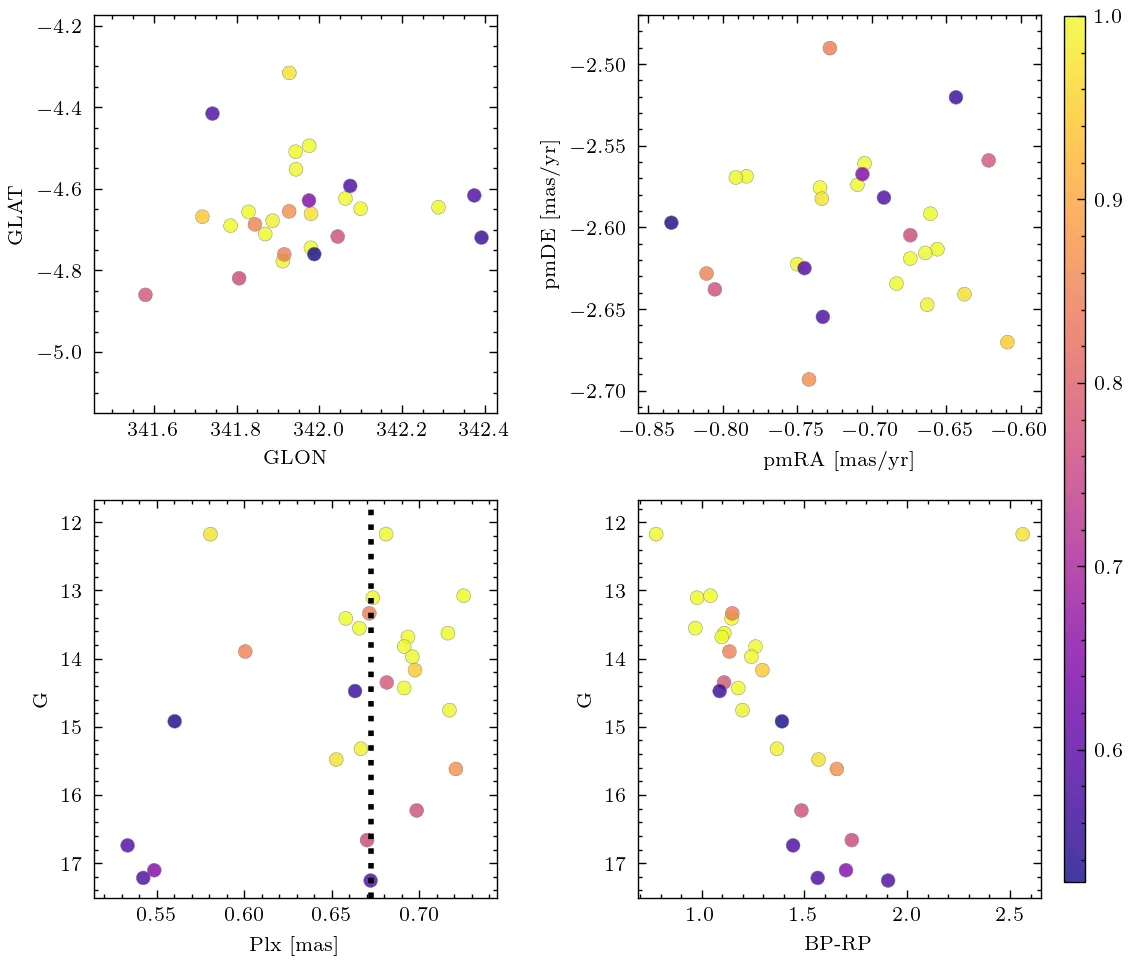 −4.2
−4.4
−4.6
−4.8
−5.0
GLAT
341.6 341.8 342.0 342.2 342.4
GLON
−2.50
−2.55
−2.60
−2.65
−2.70
pmDE [mas/yr]
−0.85 −0.80 −0.75 −0.70 −0.65 −0.60
pmRA [mas/yr]
12
13
14
15
16
17
G
0.55 0.60 0.65 0.70
Plx [mas]
12
13
14
15
16
17
G
1.0 1.5 2.0 2.5
BP-RP
1.0
0.9
0.8
0.7
0.6